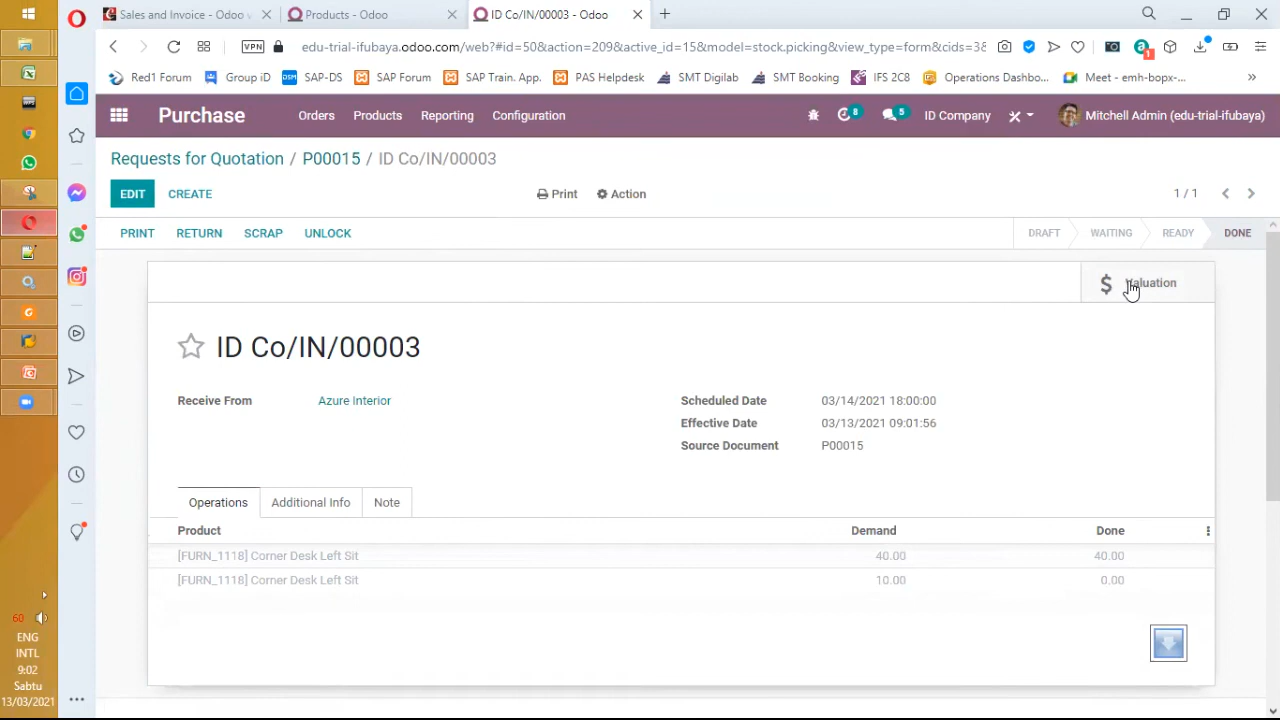 Sales and Invoice - Odoo
Products - Odoo
ID Co/IN/00003 - Odoo
VPN
edu-trial-ifubaya.odoo.com/web?#id=50&action=209&active_id=15&model=stock.picking&view_type=form&cids=38
1
Red1 Forum
Group iD
DSM
SAP-DS
SAP Forum
SAP Train. App.
PAS Helpdesk
SMT Digilab
SMT Booking
IFS 2C8
Operations Dashbo...
Meet - emh-bopx-...
Purchase
Orders
Products
Reporting
Configuration
8
5
ID Company
Mitchell Admin (edu-trial-ifubaya)
Requests for Quotation / P00015 / ID Co/IN/00003
EDIT
CREATE
Print
Action
1 / 1
PRINT
RETURN
SCRAP
UNLOCK
DRAFT
WAITING
READY
DONE
$ Valuation
ID Co/IN/00003
Receive From
Azure Interior
Scheduled Date
03/14/2021 18:00:00
Effective Date
03/13/2021 09:01:56
Source Document
P00015
Operations
Additional Info
Note
Product
Demand
Done
[FURN_1118] Corner Desk Left Sit
40.00
40.00
[FURN_1118] Corner Desk Left Sit
10.00
0.00
60
ENG
INTL
9:02
Sabtu
13/03/2021